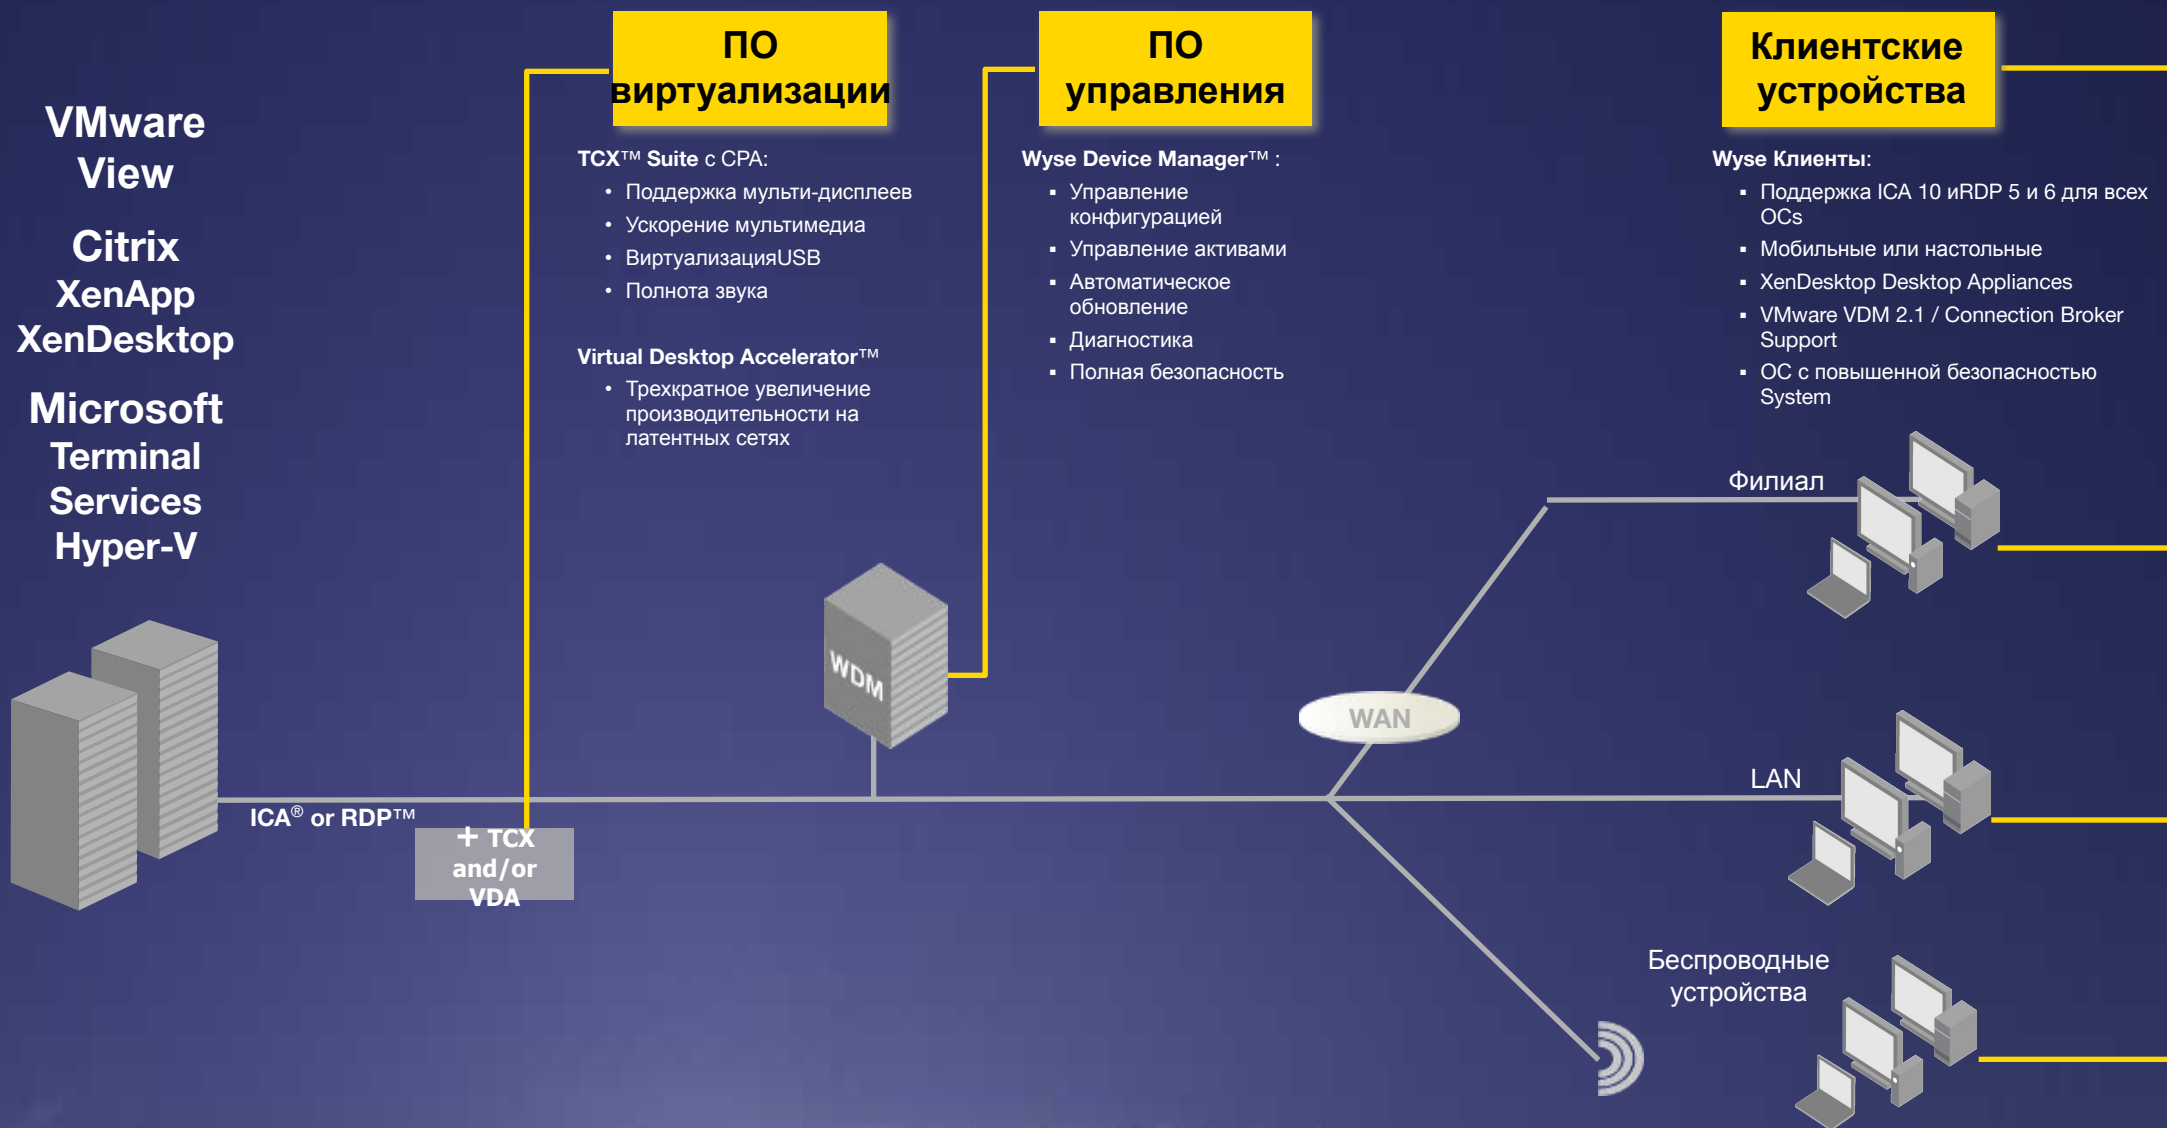 VMware
View
Citrix
XenApp
XenDesktop
Microsoft
Terminal
Services
Hyper-V
ПО
виртуализации
TCX™ Suite с CPA:
• Поддержка мульти-дисплеев
• Ускорение мультимедиа
• ВиртуализацияUSB
• Полнота звука
Virtual Desktop Accelerator™
• Трехкратное увеличение
производительности на
латентных сетях
ПО
управления
Wyse Device Manager™ :
▪ Управление
конфигурацией
▪ Управление активами
▪ Автоматическое
обновление
▪ Диагностика
▪ Полная безопасность
Клиентские
устройства
Wyse Клиенты:
▪ Поддержка ICA 10 иRDP 5 и 6 для всех
ОСs
▪ Мобильные или настольные
▪ XenDesktop Desktop Appliances
▪ VMware VDM 2.1 / Connection Broker
Support
▪ ОС с повышенной безопасностью
System
Филиал
WDM
WAN
LAN
ICA® or RDP™
+ TCX
and/or
VDA
Беспроводные
устройства